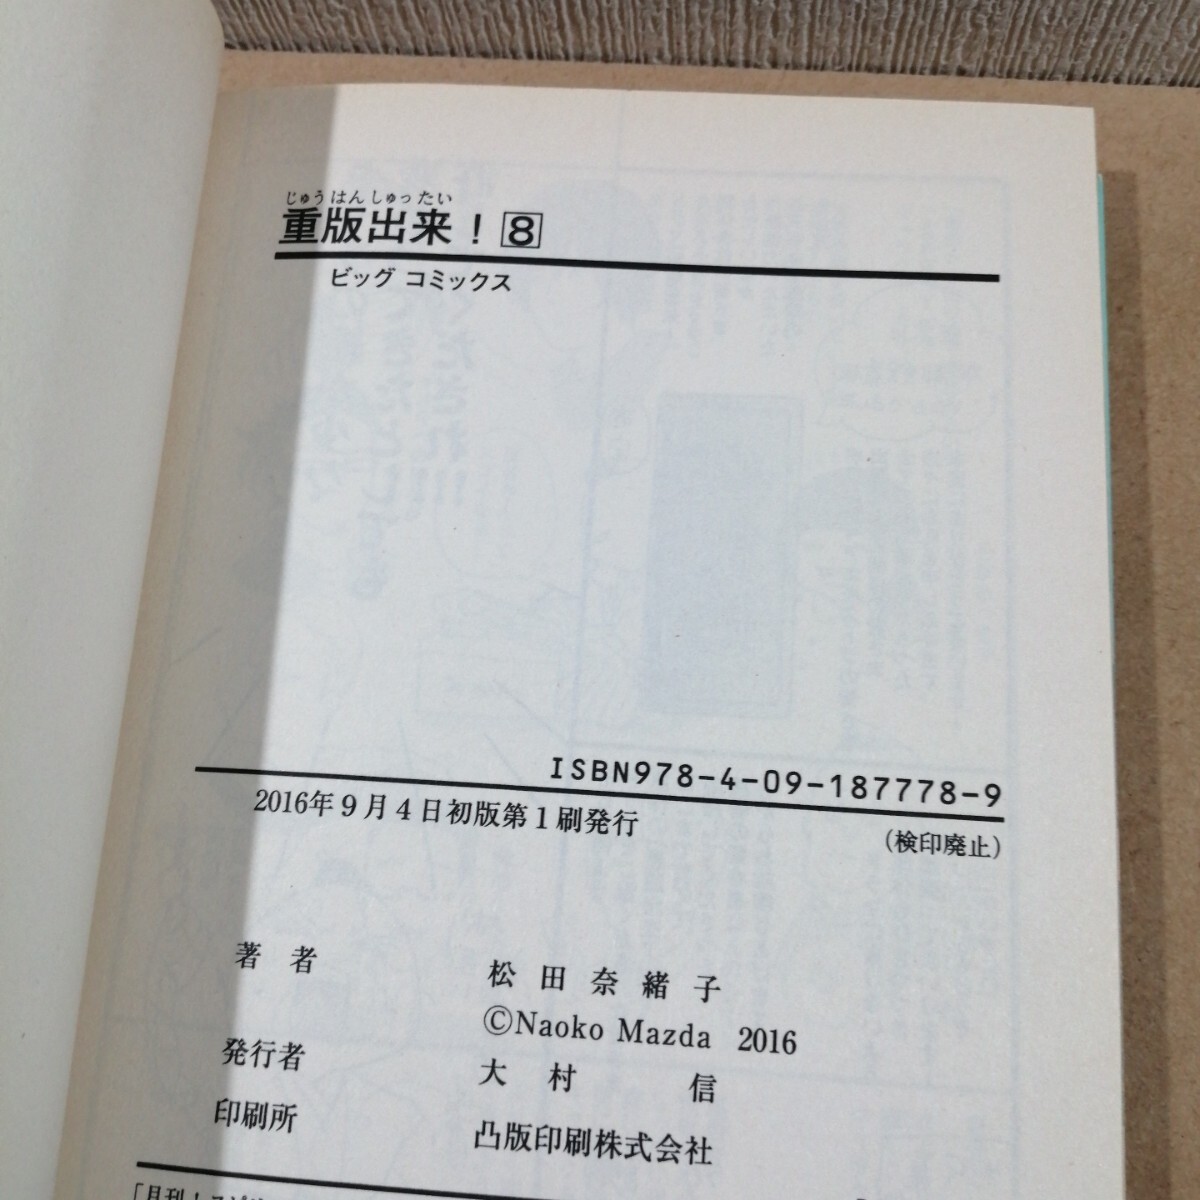 じゅうはんしゅったい
重版出来！8
ビッグ コミックス
ISBN978-4-09-187778-9
2016年9月4日初版第1刷発行
（検印廃止）
著 者 松田奈緒子
©Naoko Mazda 2016
発行者 大村 信
印刷所 凸版印刷株式会社